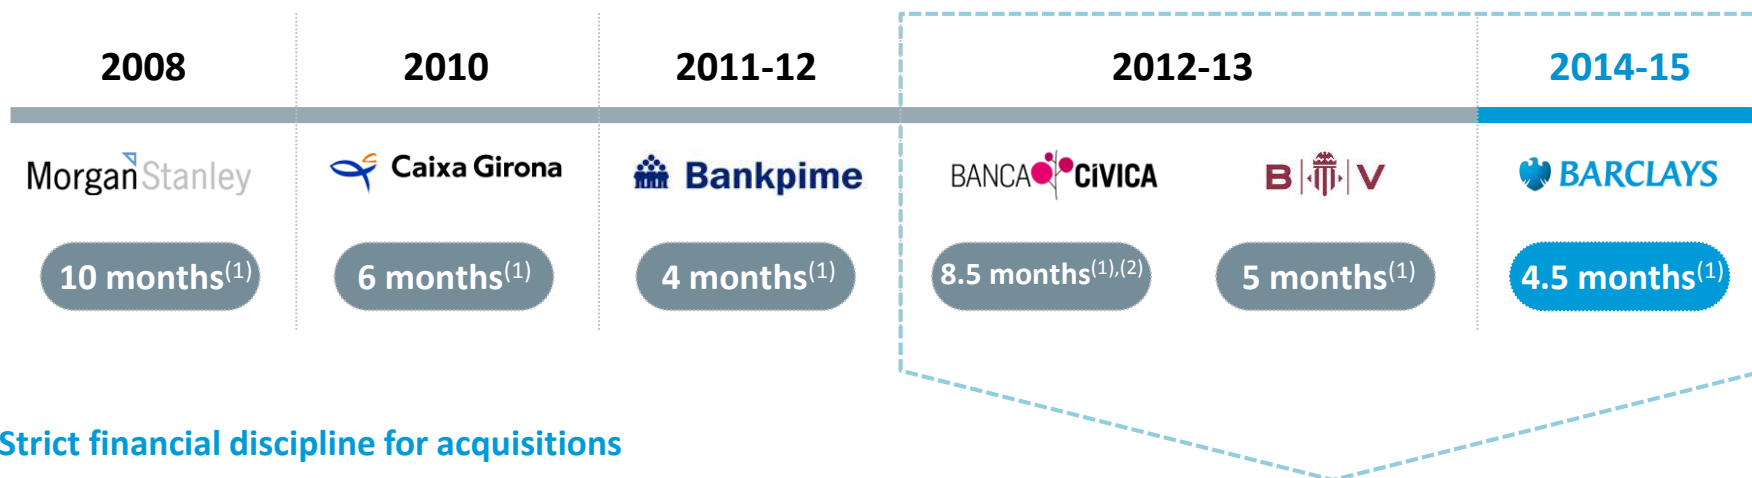 2008 2010 2011-12 2012-13 2014-15
Morgan Stanley Caixa Girona Bankpime BANCA CÍVICA B V BARCLAYS
10 months(1) 6 months(1) 4 months(1) 8.5 months(1),(2) 5 months(1) 4.5 months(1)
Strict financial discipline for acquisitions